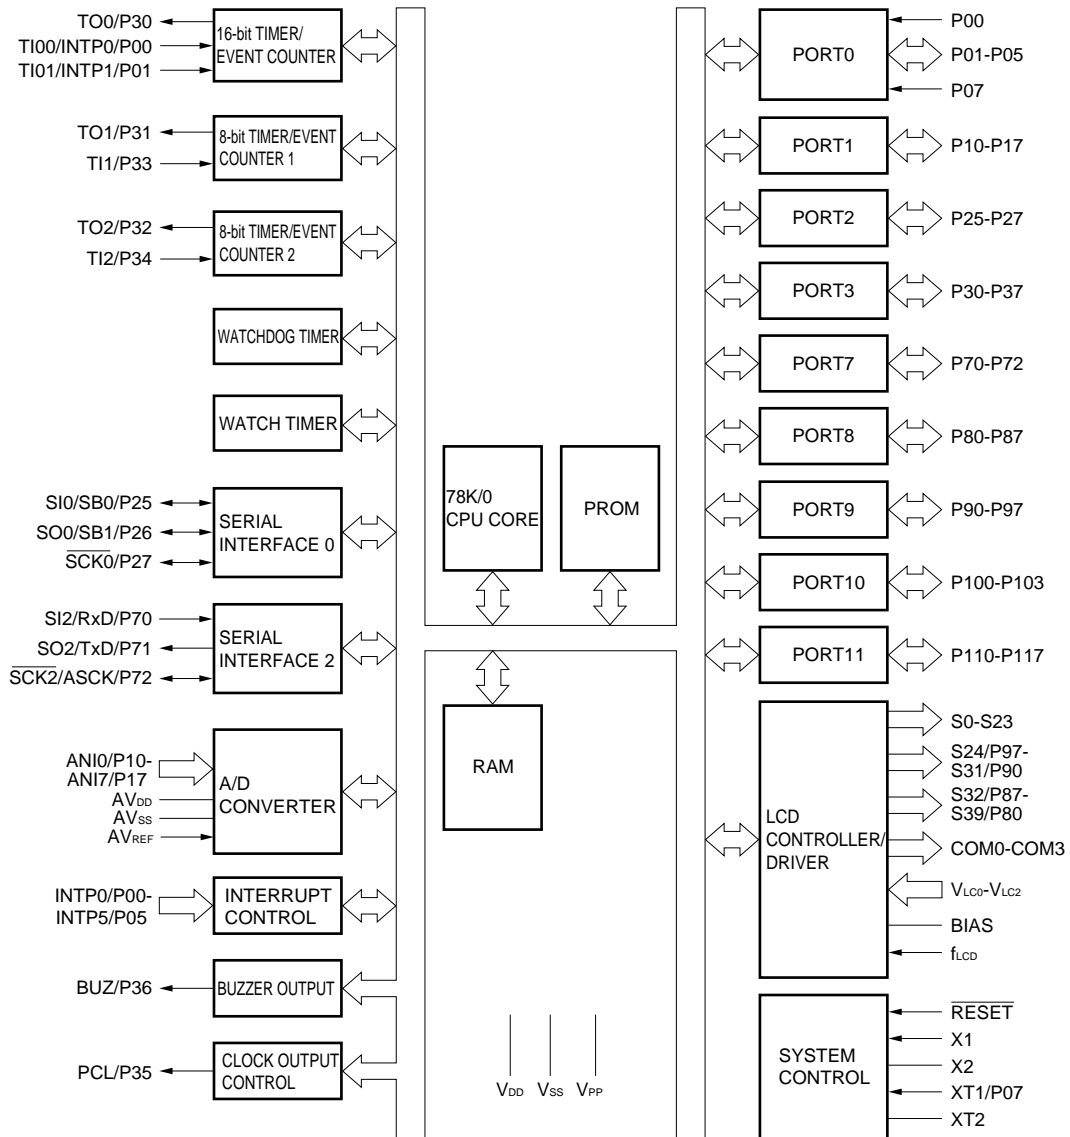 TO0/P30
TI00/INTP0/P00
TI01/INTP1/P01
16-bit TIMER/
EVENT COUNTER
TO1/P31
TI1/P33
8-bit TIMER/EVENT
COUNTER 1
TO2/P32
TI2/P34
8-bit TIMER/EVENT
COUNTER 2
WATCHDOG TIMER
WATCH TIMER
SI0/SB0/P25
SO0/SB1/P26
SCK0/P27
SERIAL
INTERFACE 0
SI2/RxD/P70
SO2/TxD/P71
SCK2/ASCK/P72
SERIAL
INTERFACE 2
ANI0/P10-
ANI7/P17
AVDD
AVSS
AVREF
A/D
CONVERTER
INTP0/P00-
INTP5/P05
INTERRUPT
CONTROL
BUZ/P36
BUZZER OUTPUT
PCL/P35
CLOCK OUTPUT
CONTROL
78K/0
CPU CORE
PROM
RAM
VDD
VSS
VPP
PORT0
P00
P01-P05
P07
PORT1
P10-P17
PORT2
P25-P27
PORT3
P30-P37
PORT7
P70-P72
PORT8
P80-P87
PORT9
P90-P97
PORT10
P100-P103
PORT11
P110-P117
LCD
CONTROLLER/
DRIVER
S0-S23
S24/P97-
S31/P90
S32/P87-
S39/P80
COM0-COM3
VLC0-VLC2
BIAS
fLCD
SYSTEM
CONTROL
RESET
X1
X2
XT1/P07
XT2